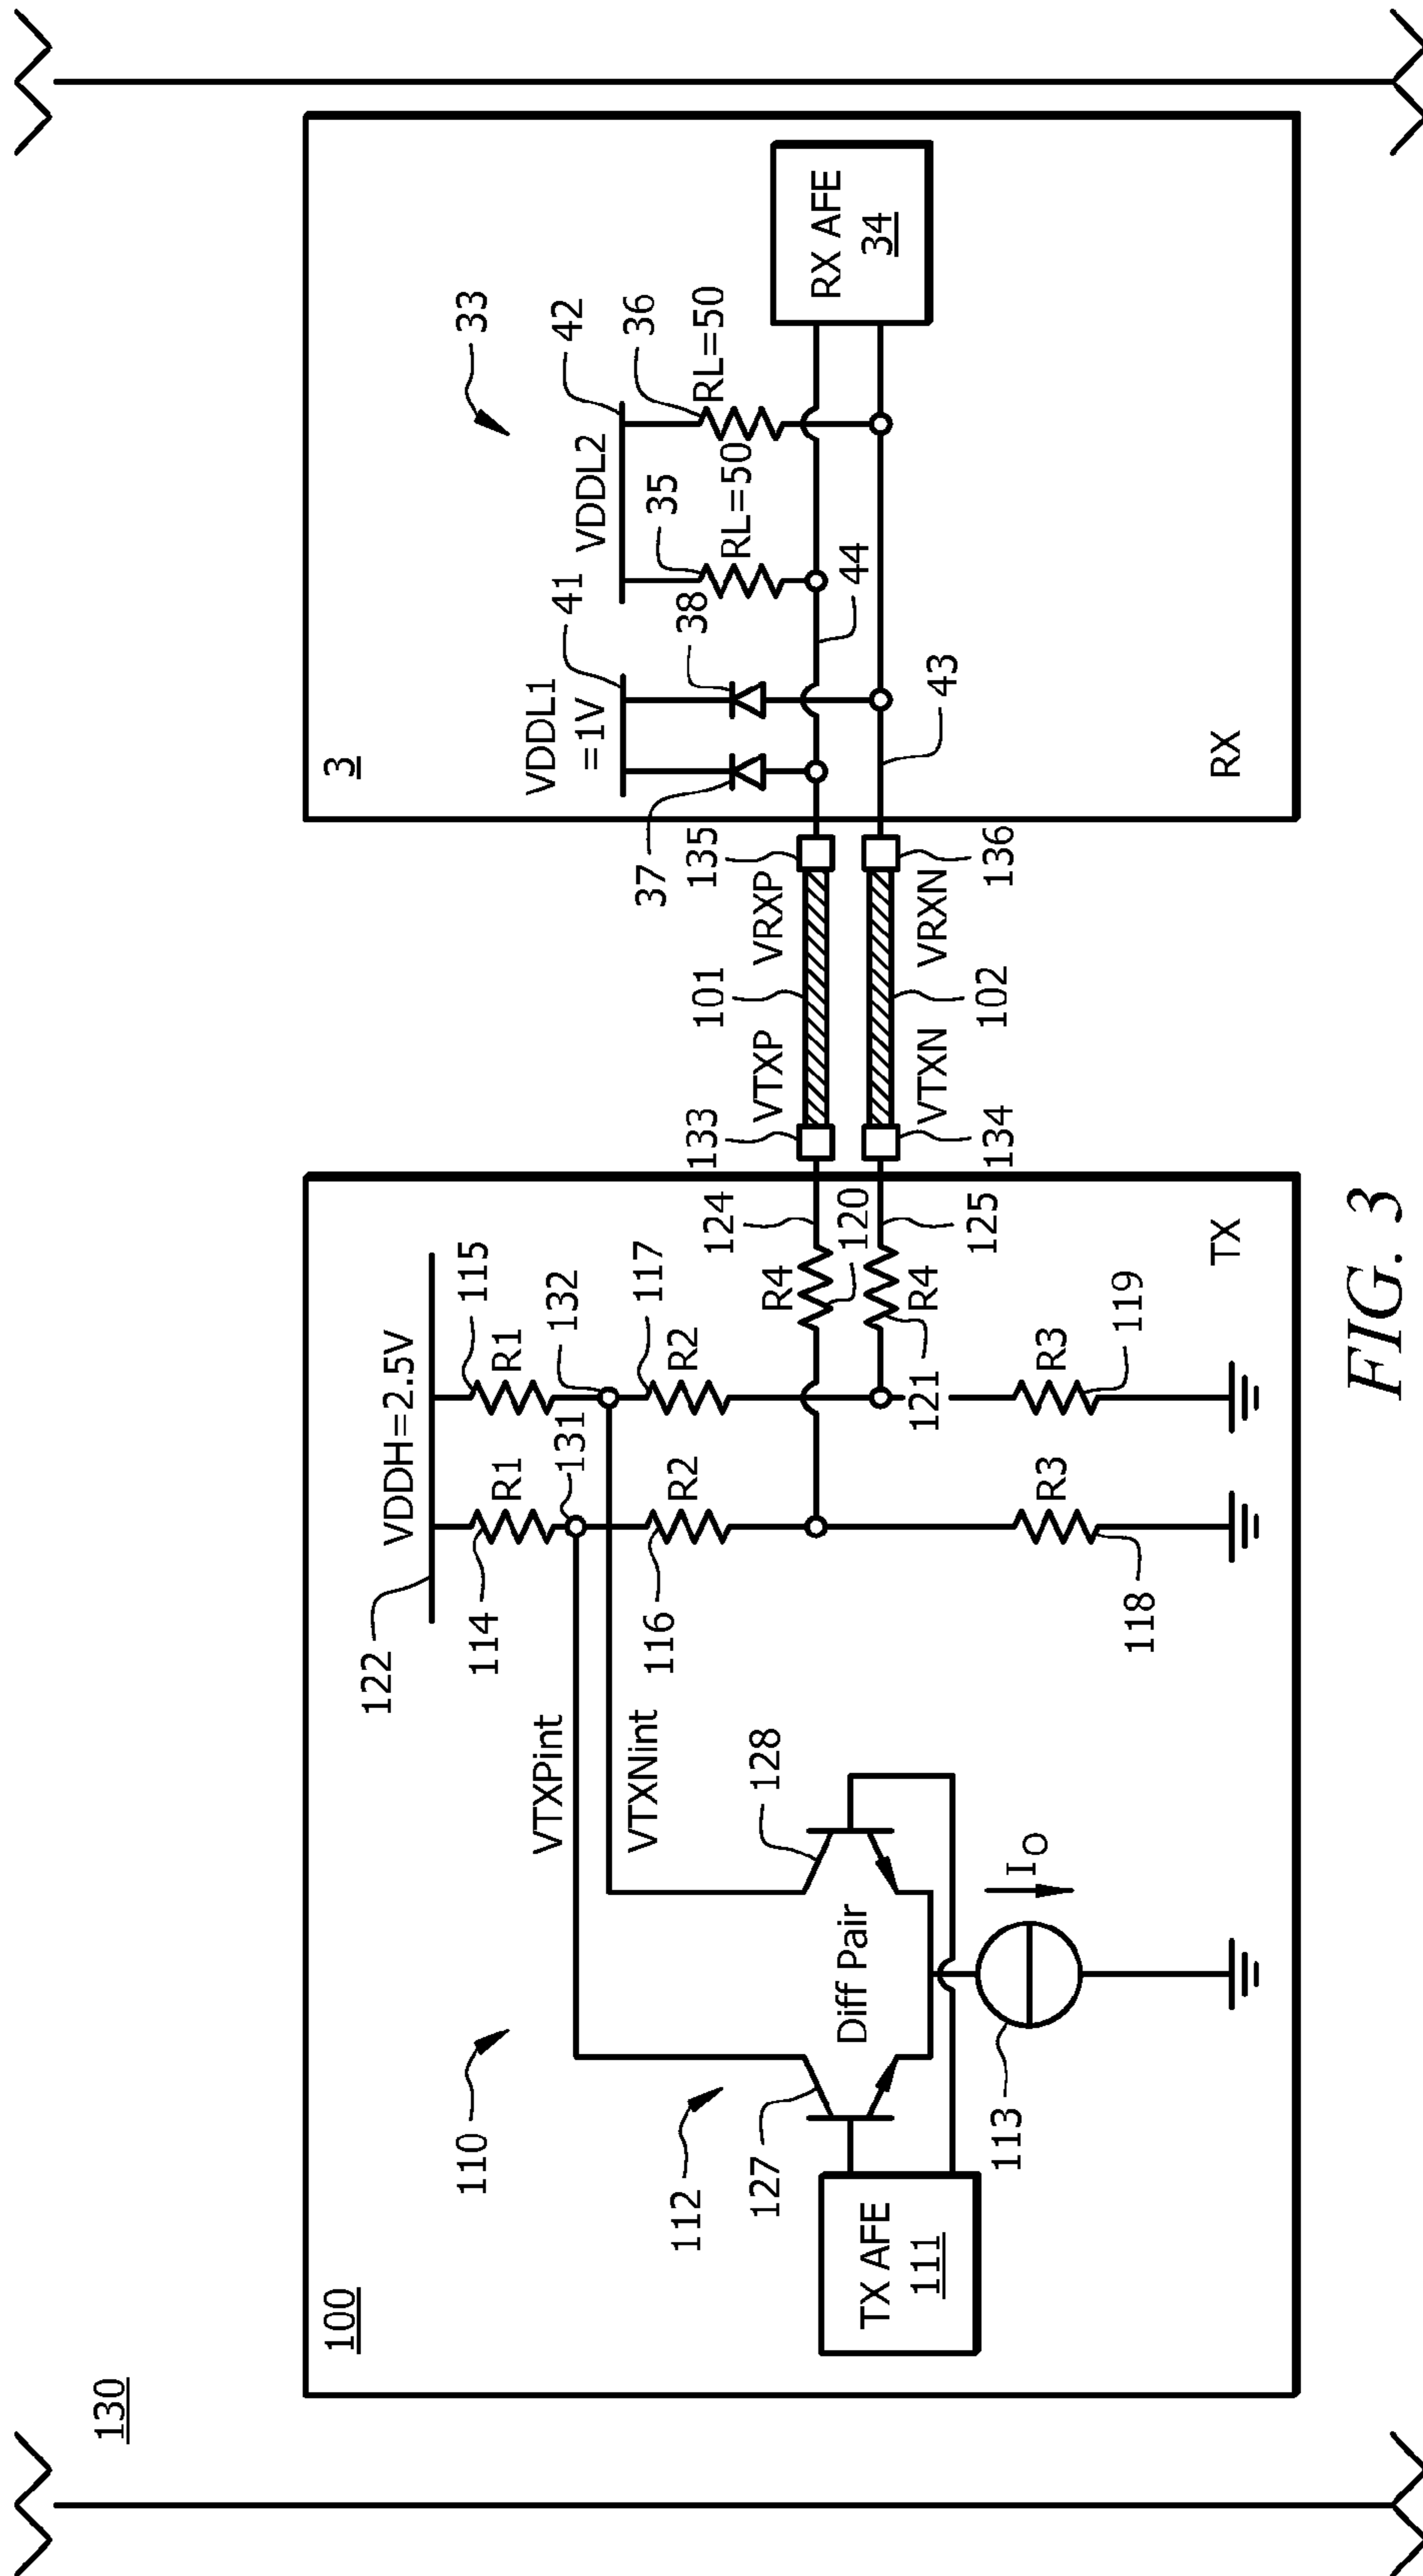 130
100
110
112
TX AFE
111
127
Diff Pair
128
113
IO
VTXPint
VTXNint
122
VDDH=2.5V
114
R1
131
R1
115
132
116
R2
R2
117
118
R3
R3
119
R4
120
124
121
R4
125
TX
133
VTXP
101
VRXP
135
134
VTXN
102
VRXN
136
3
33
VDDL1
=1V
41
VDDL2
42
37
38
35
RL=50
36
RL=50
44
43
RX AFE
34
RX
FIG. 3